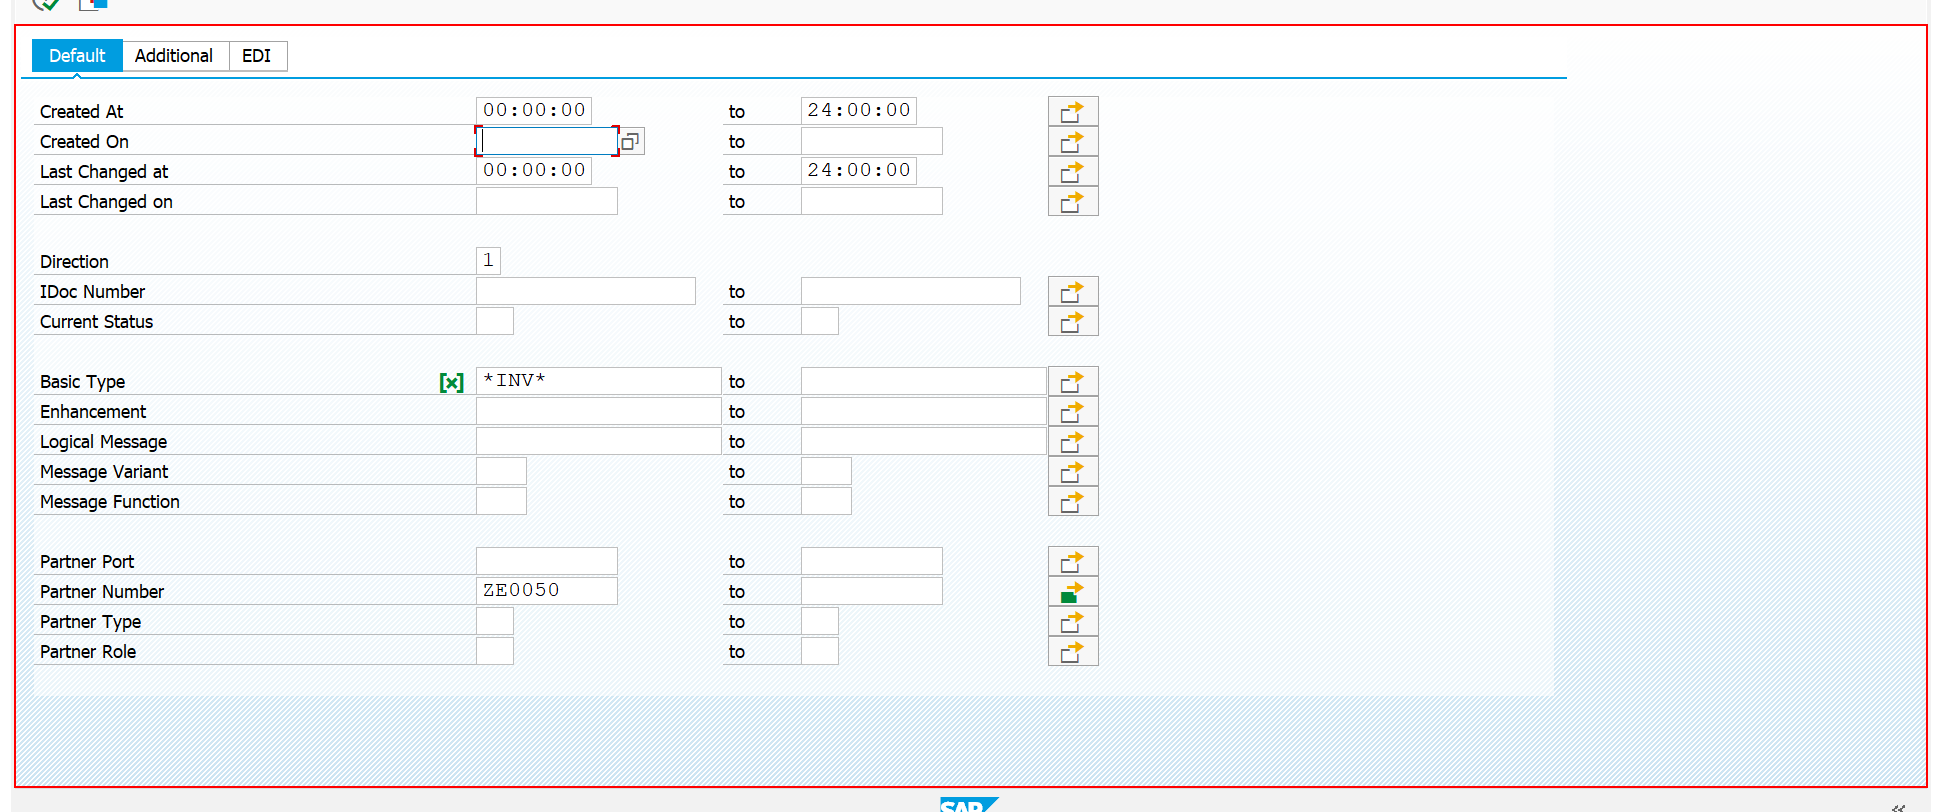 Default Additional EDI
Created At 00:00:00 to 24:00:00
Created On to
Last Changed at 00:00:00 to 24:00:00
Last Changed on to
Direction 1
IDoc Number to
Current Status to
Basic Type [×] *INV* to
Enhancement to
Logical Message to
Message Variant to
Message Function to
Partner Port to
Partner Number ZE0050 to
Partner Type to
Partner Role to
SAP